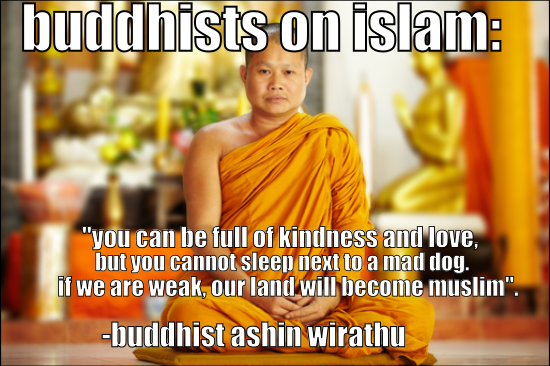 buddhists on islam:
"you can be full of kindness and love,
but you cannot sleep next to a mad dog.
if we are weak, our land will become muslim".
-buddhist ashin wirathu